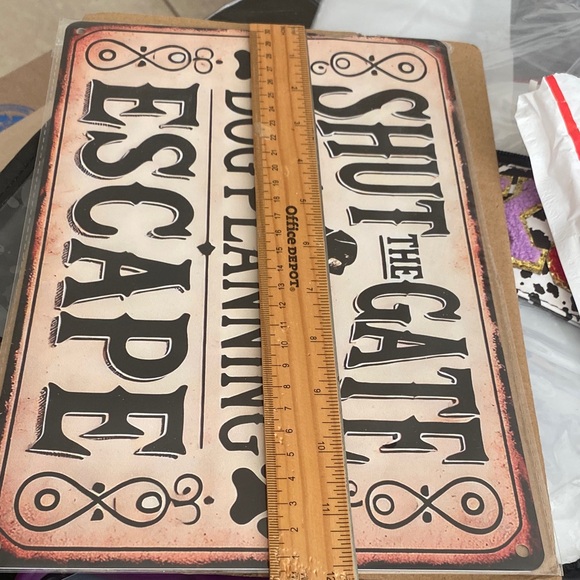 SHUT
THE
GATE
DOG PLANNING
ESCAPE
Office DEPOT